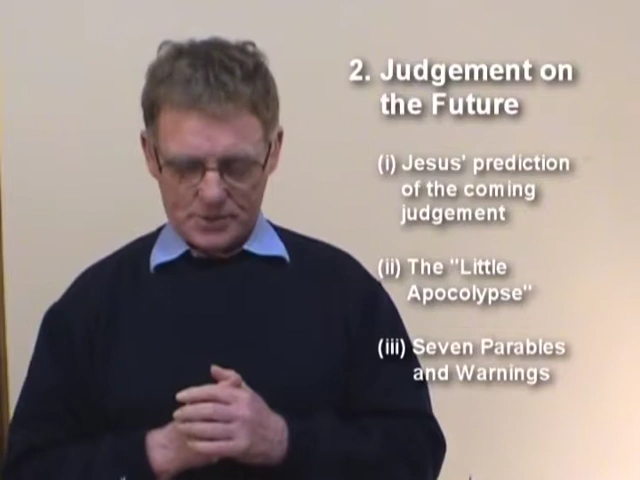 2. Judgement on
the Future
(i) Jesus' prediction
of the coming
judgement
(ii) The "Little
Apocolypse"
(iii) Seven Parables
and Warnings